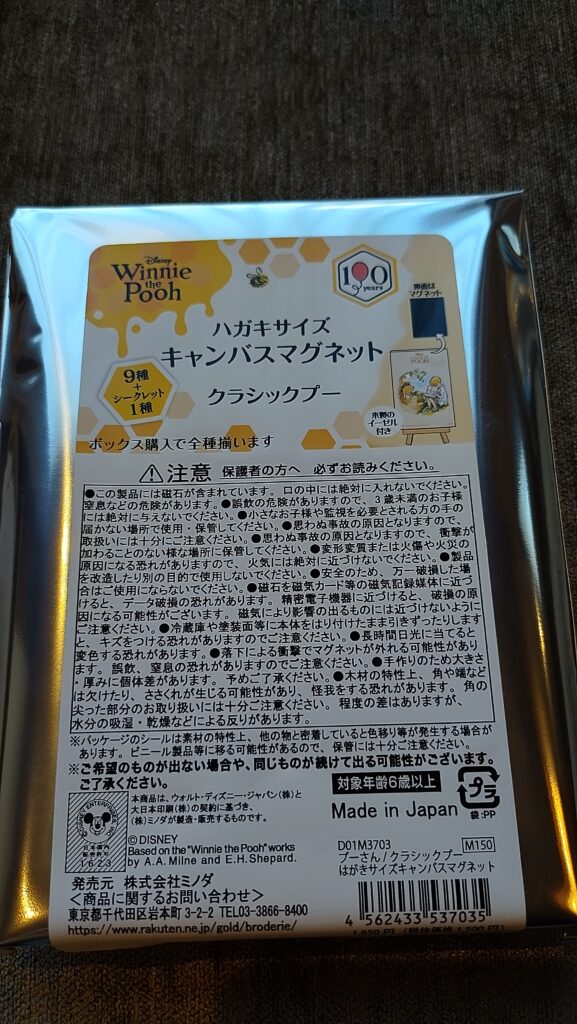 Disney
Winnie
the
Pooh
100
years
裏面は
マグネット
ハガキサイズ
キャンバスマグネット
クラシックプー
9種
+
シークレット
1種
POOH
木製の
イーゼル
付き
ボックス購入で全種揃います
⚠注意 保護者の方へ 必ずお読みください。
●この製品には磁石が含まれています。口の中には絶対に入れないでください。
窒息などの危険があります。●誤飲の危険がありますので、3歳未満のお子様
には絶対に与えないでください。●小さなお子様や監視を必要とされる方の手の
届かない場所で使用・保管してください。●思わぬ事故の原因となりますので、
取扱いには十分にご注意ください。●思わぬ事故の原因となりますので、衝撃が
加わることのない様な場所に保管してください。●変形変質または火傷や火災の
原因になる恐れがありますので、火気には絶対に近づけないでください。●製品
を改造したり別の目的で使用しないでください。●安全のため、万一破損した場
合はご使用にならないでください。●磁石を磁気カード等の磁気記録媒体に近づ
けると、データ破損の恐れがあります。精密電子機器に近づけると、破損の原
因になる可能性がございます。磁気により影響の出るものには近づけないように
ご注意ください。●冷蔵庫や塗装面等に本体をはり付けたまま引きずったりします
と、キズをつける恐れがありますのでご注意ください。●長時間日光に当てると
変色する恐れがあります。●落下による衝撃でマグネットが外れる可能性がありま
す。誤飲、窒息の恐れがありますのでご注意ください。●手作りのため大きさ
・厚みに個体差があります。予めご了承ください。●木材の特性上、角や端など
は欠けたり、ささくれが生じる可能性があり、怪我をする恐れがあります。角の
尖った部分のお取り扱いには十分ご注意ください。程度の差はありますが、
水分の吸湿・乾燥などによる反りがあります。
※パッケージのシールは素材の特性上、他の物と密着していると色移り等が発生する場合が
あります。ビニール製品等に移る可能性があるので、保管には十分ご注意ください。
※ご希望のものが出ない場合や、同じものが続けて出る可能性がございます。
ご了承ください。
対象年齢6歳以上
Made in Japan
プラ
袋:PP
日本国内
販売許可
1623
本商品は、ウォルト・ディズニー・ジャパン(株)と
大日本印刷(株)の契約に基づき、
(株)ミノダが製造・販売するものです。
©DISNEY
Based on the "Winnie the Pooh" works
by A.A. Milne and E.H. Shepard.
D01M3703
M150
プーさん/クラシックプー
はがきサイズキャンバスマグネット
発売元 株式会社ミノダ
〈商品に関するお問い合わせ〉
東京都千代田区岩本町3-2-2 TEL03-3866-8400
https://www.rakuten.ne.jp/gold/broderie/
4 562433 537035
1,650 円 (税抜価格 1,500 円)